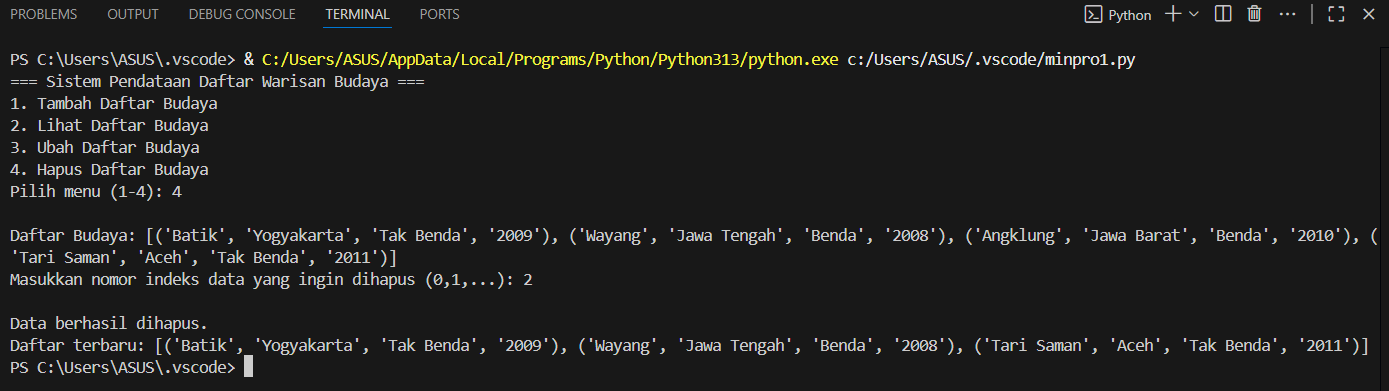 PROBLEMS OUTPUT DEBUG CONSOLE TERMINAL PORTS Python
PS C:\Users\ASUS\.vscode> & C:/Users/ASUS/AppData/Local/Programs/Python/Python313/python.exe c:/Users/ASUS/.vscode/minpro1.py
=== Sistem Pendataan Daftar Warisan Budaya ===
1. Tambah Daftar Budaya
2. Lihat Daftar Budaya
3. Ubah Daftar Budaya
4. Hapus Daftar Budaya
Pilih menu (1-4): 4
Daftar Budaya: [('Batik', 'Yogyakarta', 'Tak Benda', '2009'), ('Wayang', 'Jawa Tengah', 'Benda', '2008'), ('Angklung', 'Jawa Barat', 'Benda', '2010'), (
'Tari Saman', 'Aceh', 'Tak Benda', '2011')]
Masukkan nomor indeks data yang ingin dihapus (0,1,...): 2
Data berhasil dihapus.
Daftar terbaru: [('Batik', 'Yogyakarta', 'Tak Benda', '2009'), ('Wayang', 'Jawa Tengah', 'Benda', '2008'), ('Tari Saman', 'Aceh', 'Tak Benda', '2011')]
PS C:\Users\ASUS\.vscode>